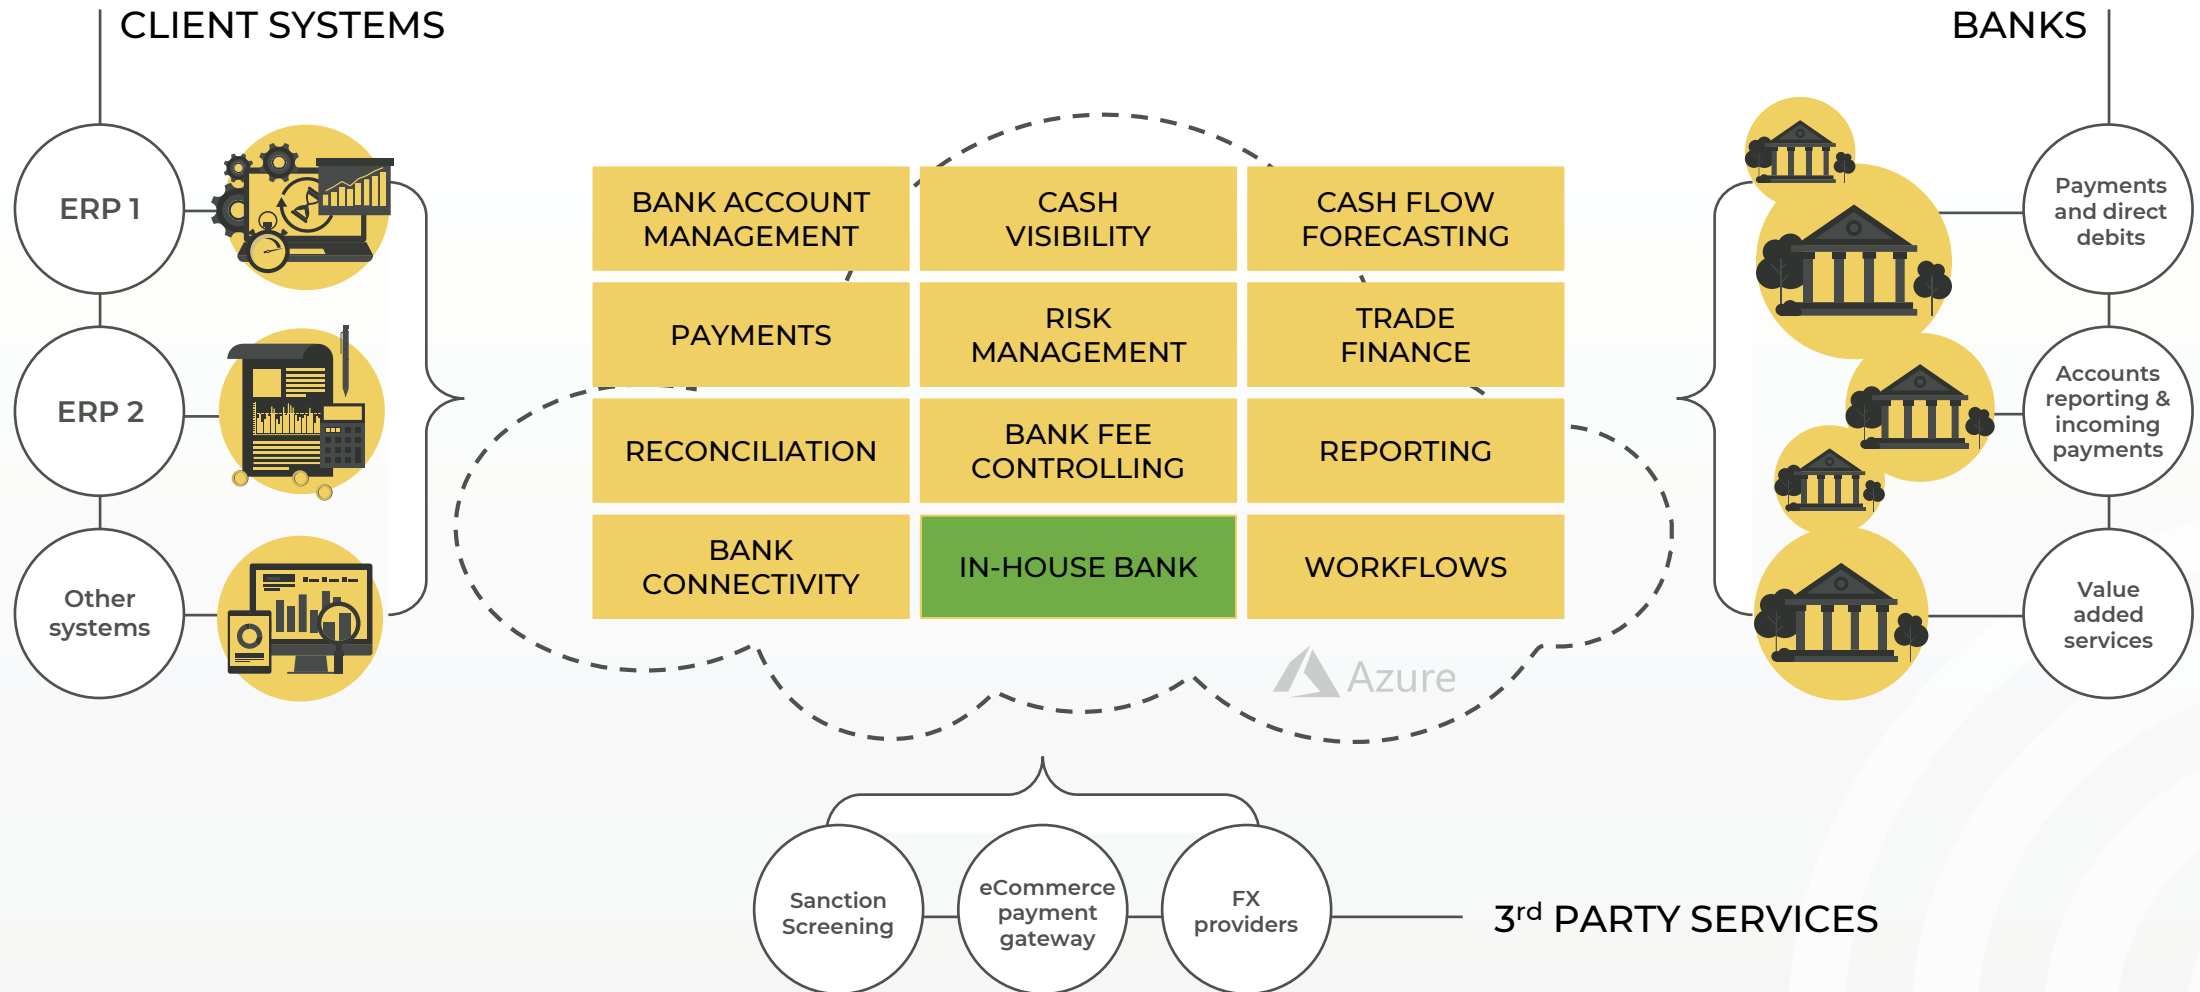 CLIENT SYSTEMS
BANKS
ERP 1
ERP 2
Other
systems
BANK ACCOUNT
MANAGEMENT
CASH
VISIBILITY
CASH FLOW
FORECASTING
PAYMENTS
RISK
MANAGEMENT
TRADE
FINANCE
RECONCILIATION
BANK FEE
CONTROLLING
REPORTING
BANK
CONNECTIVITY
IN-HOUSE BANK
WORKFLOWS
Azure
Payments
and direct
debits
Accounts
reporting &
incoming
payments
Value
added
services
Sanction
Screening
eCommerce
payment
gateway
FX
providers
3rd PARTY SERVICES